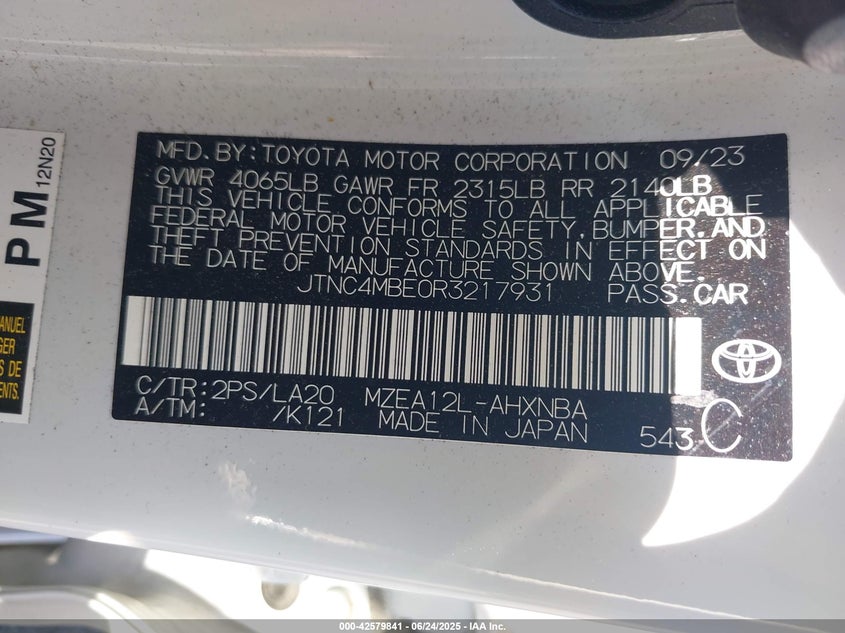 MFD.BY:TOYOTA MOTOR CORPORATION 09/23
GVWR 4065LB GAWR FR 2315LB RR 2140LB
THIS VEHICLE CONFORMS TO ALL APPLICABLE
FEDERAL MOTOR VEHICLE SAFETY,BUMPER,AND
THEFT PREVENTION STANDARDS IN EFFECT ON
THE DATE OF MANUFACTURE SHOWN ABOVE.
JTNC4MBE0R3217931 PASS.CAR
C/TR:2PS/LA20 MZEA12L-AHXNBA
A/TM: /K121 MADE IN JAPAN 543 C
PM
12N20
MANUEL
DE
000-42579841 - 06/24/2025 - IAA Inc.